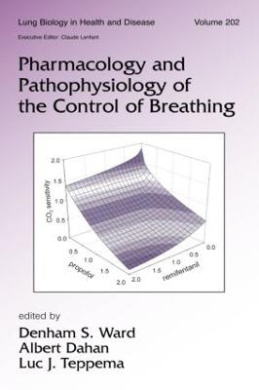 Lung Biology in Health and Disease Volume 202
Executive Editor: Claude Lenfant
Pharmacology and
Pathophysiology of
the Control of Breathing
2.0
1.5
1.0
0.5
0.0
CO2 sensitivity
0.0
0.5
1.0
1.5
2.0
propofol
2.0
1.5
1.0
0.5
0.0
remifentanil
edited by
Denham S. Ward
Albert Dahan
Luc J. Teppema